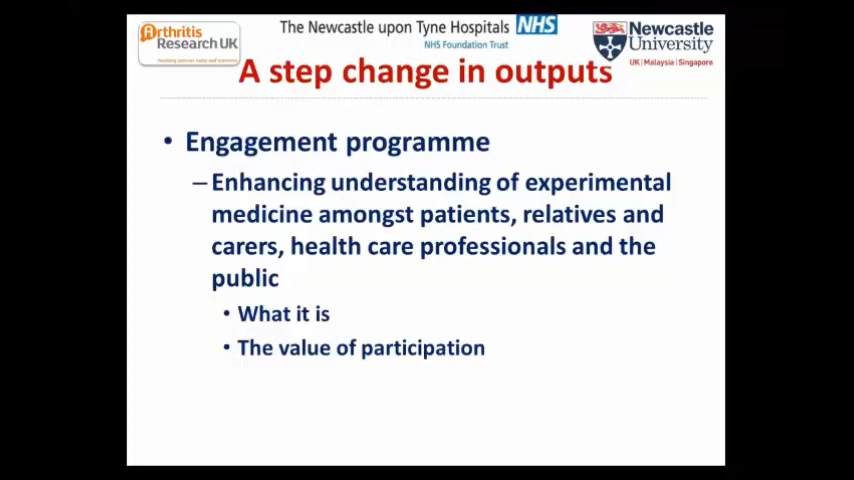 Arthritis
Research UK
The Newcastle upon Tyne Hospitals NHS
NHS Foundation Trust
Newcastle
University
UK | Malaysia | Singapore
A step change in outputs
• Engagement programme
– Enhancing understanding of experimental
medicine amongst patients, relatives and
carers, health care professionals and the
public
• What it is
• The value of participation